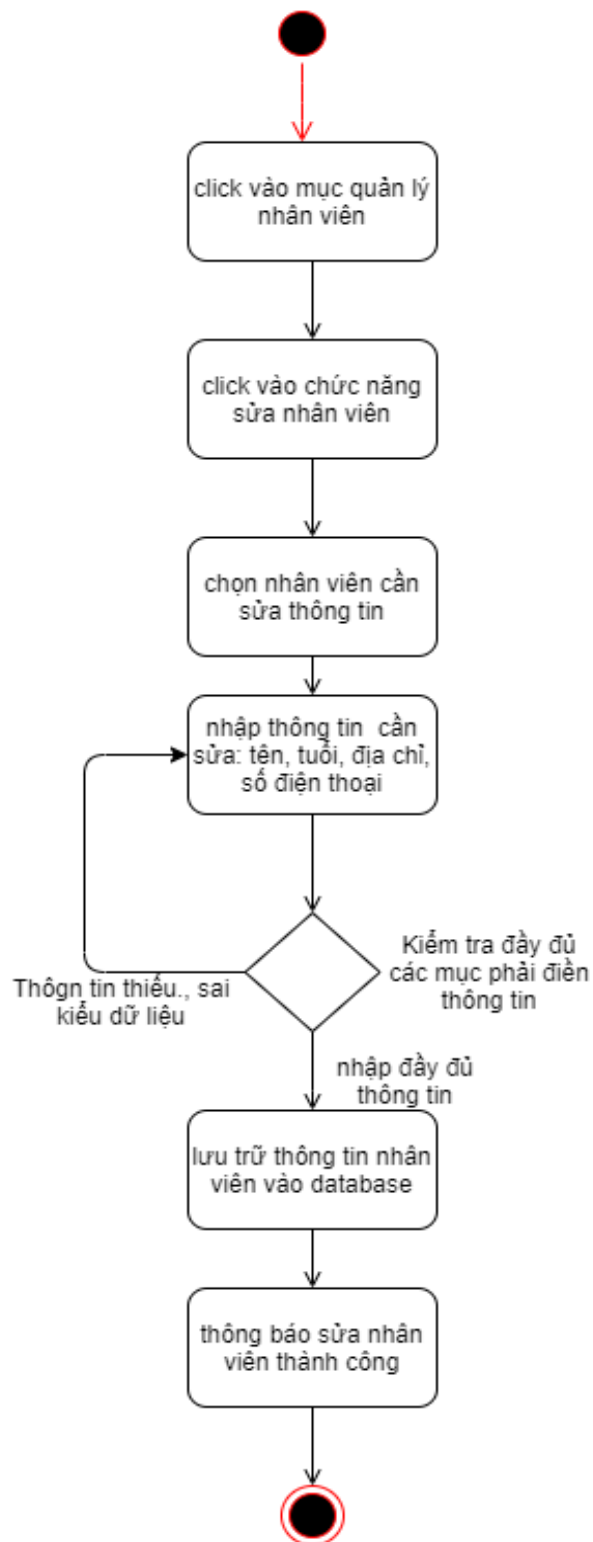 click vào mục quản lý
nhân viên
click vào chức năng
sửa nhân viên
chọn nhân viên cần
sửa thông tin
nhập thông tin  cần
sửa: tên, tuổi, địa chỉ,
số điện thoại
Kiểm tra đầy đủ
các mục phải điền
thông tin
Thôgn tin thiếu., sai
kiểu dữ liệu
nhập đầy đủ
thông tin
lưu trữ thông tin nhân
viên vào database
thông báo sửa nhân
viên thành công